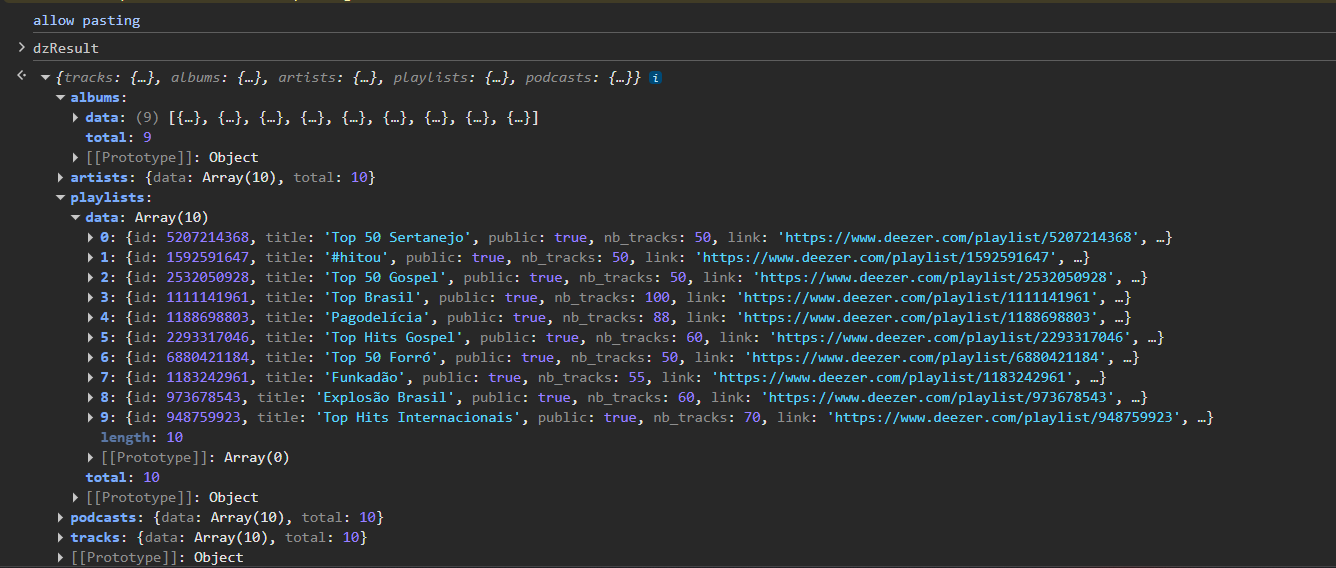 allow pasting
dzResult
{tracks: {…}, albums: {…}, artists: {…}, playlists: {…}, podcasts: {…}} i
albums:
data: (9) [{…}, {…}, {…}, {…}, {…}, {…}, {…}, {…}, {…}]
total: 9
[[Prototype]]: Object
artists: {data: Array(10), total: 10}
playlists:
data: Array(10)
0: {id: 5207214368, title: 'Top 50 Sertanejo', public: true, nb_tracks: 50, link: 'https://www.deezer.com/playlist/5207214368', …}
1: {id: 1592591647, title: '#hitou', public: true, nb_tracks: 50, link: 'https://www.deezer.com/playlist/1592591647', …}
2: {id: 2532050928, title: 'Top 50 Gospel', public: true, nb_tracks: 50, link: 'https://www.deezer.com/playlist/2532050928', …}
3: {id: 1111141961, title: 'Top Brasil', public: true, nb_tracks: 100, link: 'https://www.deezer.com/playlist/1111141961', …}
4: {id: 1188698803, title: 'Pagodelícia', public: true, nb_tracks: 88, link: 'https://www.deezer.com/playlist/1188698803', …}
5: {id: 2293317046, title: 'Top Hits Gospel', public: true, nb_tracks: 60, link: 'https://www.deezer.com/playlist/2293317046', …}
6: {id: 6880421184, title: 'Top 50 Forró', public: true, nb_tracks: 50, link: 'https://www.deezer.com/playlist/6880421184', …}
7: {id: 1183242961, title: 'Funkadão', public: true, nb_tracks: 55, link: 'https://www.deezer.com/playlist/1183242961', …}
8: {id: 973678543, title: 'Explosão Brasil', public: true, nb_tracks: 60, link: 'https://www.deezer.com/playlist/973678543', …}
9: {id: 948759923, title: 'Top Hits Internacionais', public: true, nb_tracks: 70, link: 'https://www.deezer.com/playlist/948759923', …}
length: 10
[[Prototype]]: Array(0)
total: 10
[[Prototype]]: Object
podcasts: {data: Array(10), total: 10}
tracks: {data: Array(10), total: 10}
[[Prototype]]: Object